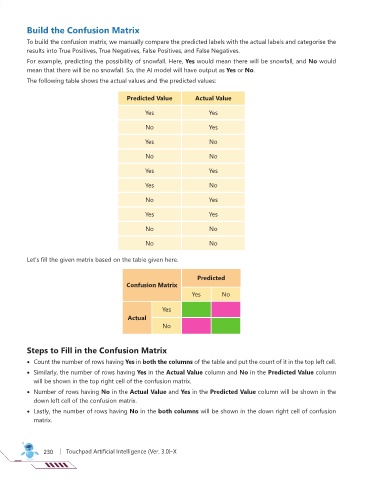 Build the Confusion Matrix
To build the confusion matrix, we manually compare the predicted labels with the actual labels and categorise the
results into True Positives, True Negatives, False Positives, and False Negatives.
For example, predicting the possibility of snowfall. Here, Yes would mean there will be snowfall, and No would
mean that there will be no snowfall. So, the AI model will have output as Yes or No.
The following table shows the actual values and the predicted values:
Predicted Value Actual Value
Yes Yes
No Yes
Yes No
No No
Yes Yes
Yes No
No Yes
Yes Yes
No No
No No
Let's fill the given matrix based on the table given here.
Confusion Matrix Predicted
Yes No
Actual Yes
No
Steps to Fill in the Confusion Matrix
• Count the number of rows having Yes in both the columns of the table and put the count of it in the top left cell.
• Similarly, the number of rows having Yes in the Actual Value column and No in the Predicted Value column
will be shown in the top right cell of the confusion matrix.
• Number of rows having No in the Actual Value and Yes in the Predicted Value column will be shown in the
down left cell of the confusion matrix.
• Lastly, the number of rows having No in the both columns will be shown in the down right cell of confusion
matrix.
230 | Touchpad Artificial Intelligence (Ver. 3.0)-X